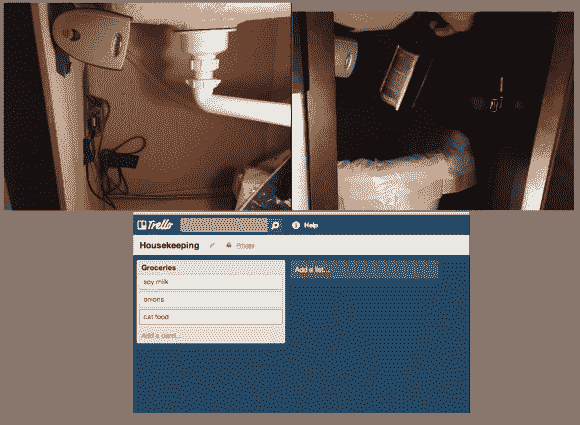 Trello
Help
Housekeeping
Private
Groceries
Add a list...
soy milk
onions
cat food
Add a card...